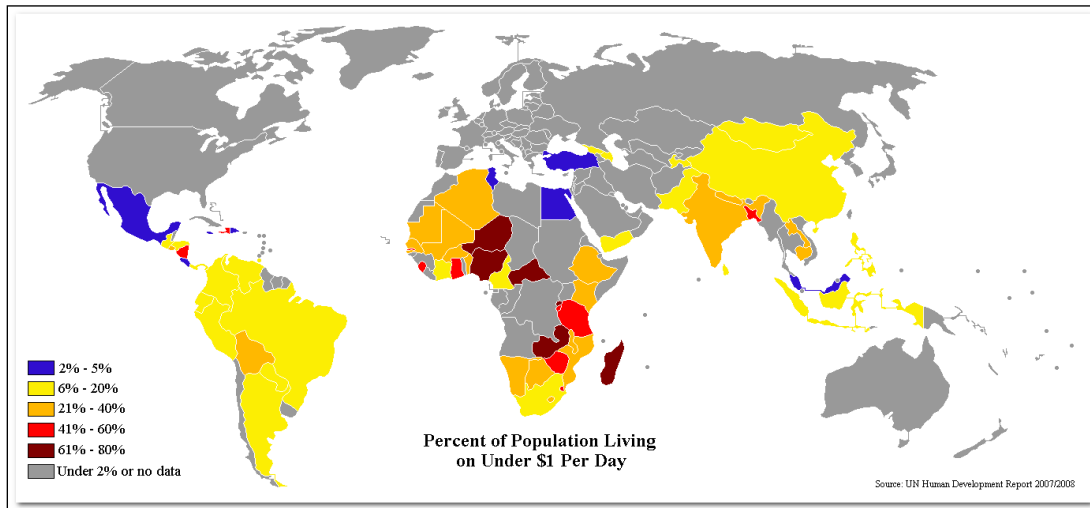 2% - 5%
6% - 20%
21% - 40%
41% - 60%
61% - 80%
Under 2% or no data
Percent of Population Living
on Under $1 Per Day
Source: UN Human Development Report 2007/2008